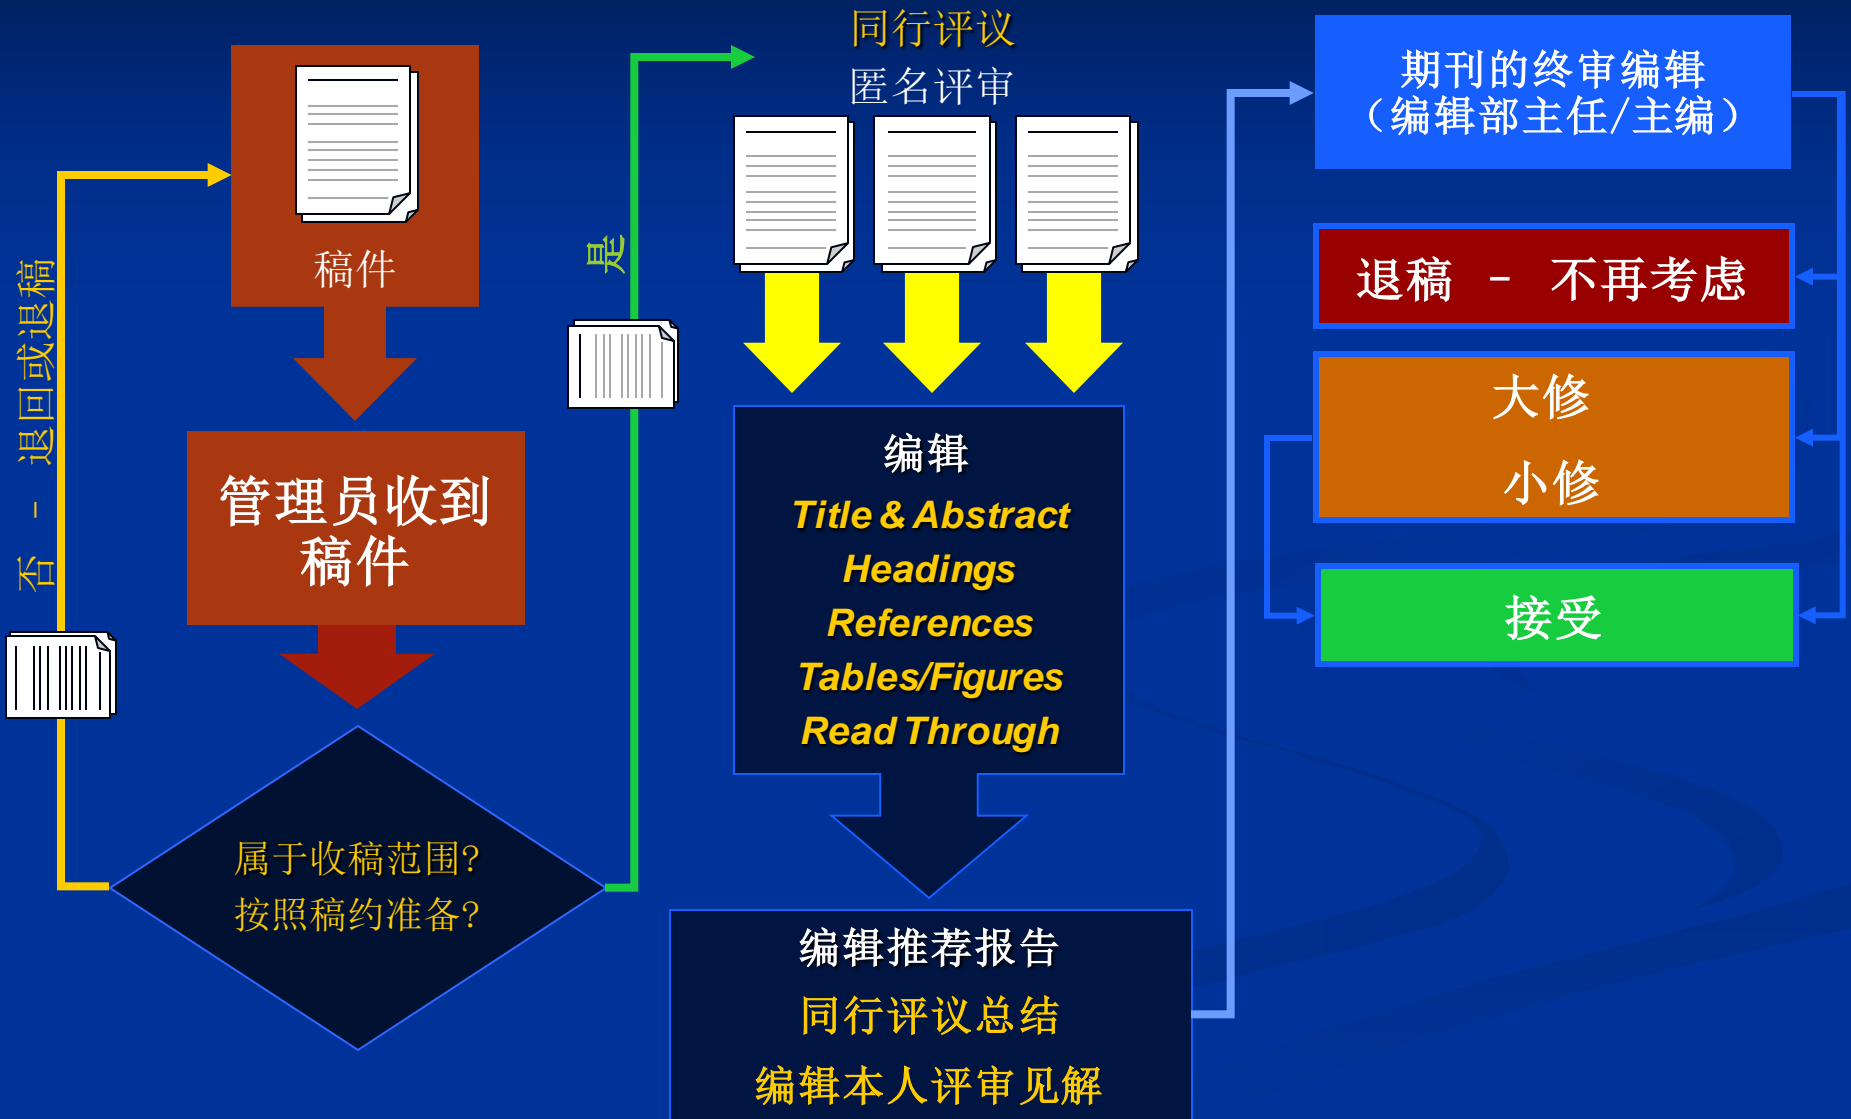 稿件
管理员收到
稿件
属于收稿范围?
按照稿约准备?
否 - 退回或退稿
是
同行评议
匿名评审
编辑
Title & Abstract
Headings
References
Tables/Figures
Read Through
编辑推荐报告
同行评议总结
编辑本人评审见解
期刊的终审编辑
（编辑部主任/主编）
退稿 - 不再考虑
大修
小修
接受